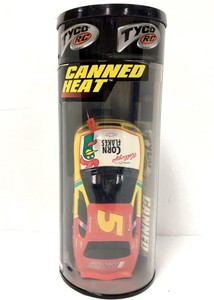 TYCO RC TYCO RC
CANNED
HEAT
Kellogg's
CORN
FLAKES
5
CANNED